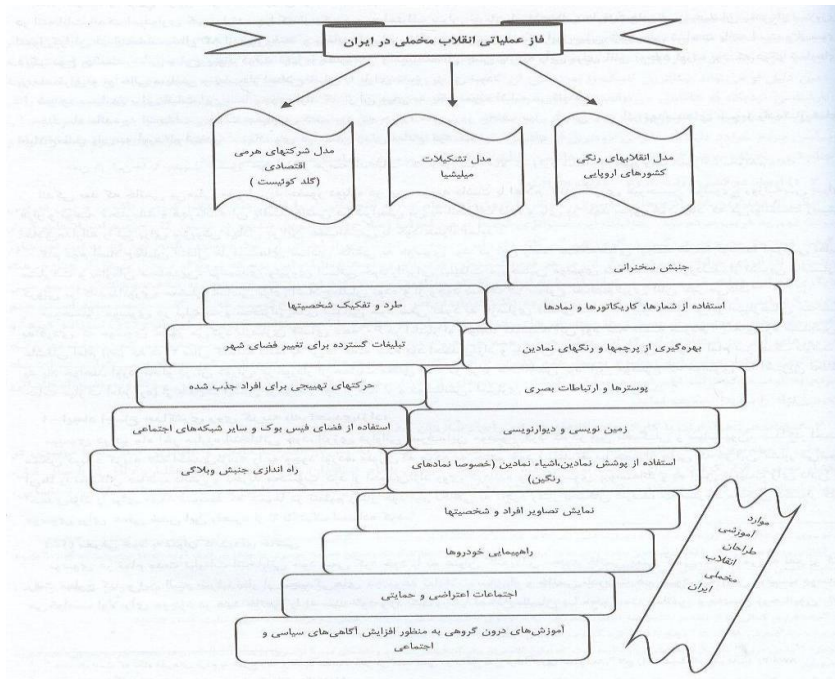 فاز عملیاتی انقلاب مخملی در ایران
مدل انقلابهای رنگی
کشورهای اروپایی
مدل تشکیلات
میلیشیا
مدل شرکتهای هرمی
اقتصادی
(گلد کوئیست )
جنبش سخنرانی
استفاده از شعارها، کاریکاتورها و نمادها
بهره‌گیری از پرچمها و رنگهای نمادین
پوسترها و ارتباطات بصری
زمین نویسی و دیوارنویسی
استفاده از پوشش نمادین،اشیاء نمادین (خصوصا نمادهای
رنگین)
نمایش تصاویر افراد و شخصیتها
راهپیمایی خودروها
اجتماعات اعتراضی و حمایتی
آموزش‌های درون گروهی به منظور افزایش آگاهی‌های سیاسی و
اجتماعی
طرد و تفکیک شخصیتها
تبلیغات گسترده برای تغییر فضای شهر
حرکتهای تهییجی برای افراد جذب شده
استفاده از فضای فیس بوک و سایر شبکه‌های اجتماعی
راه اندازی جنبش وبلاگی
موارد
آموزشی
طراحان
انقلاب
مخملی
ایران